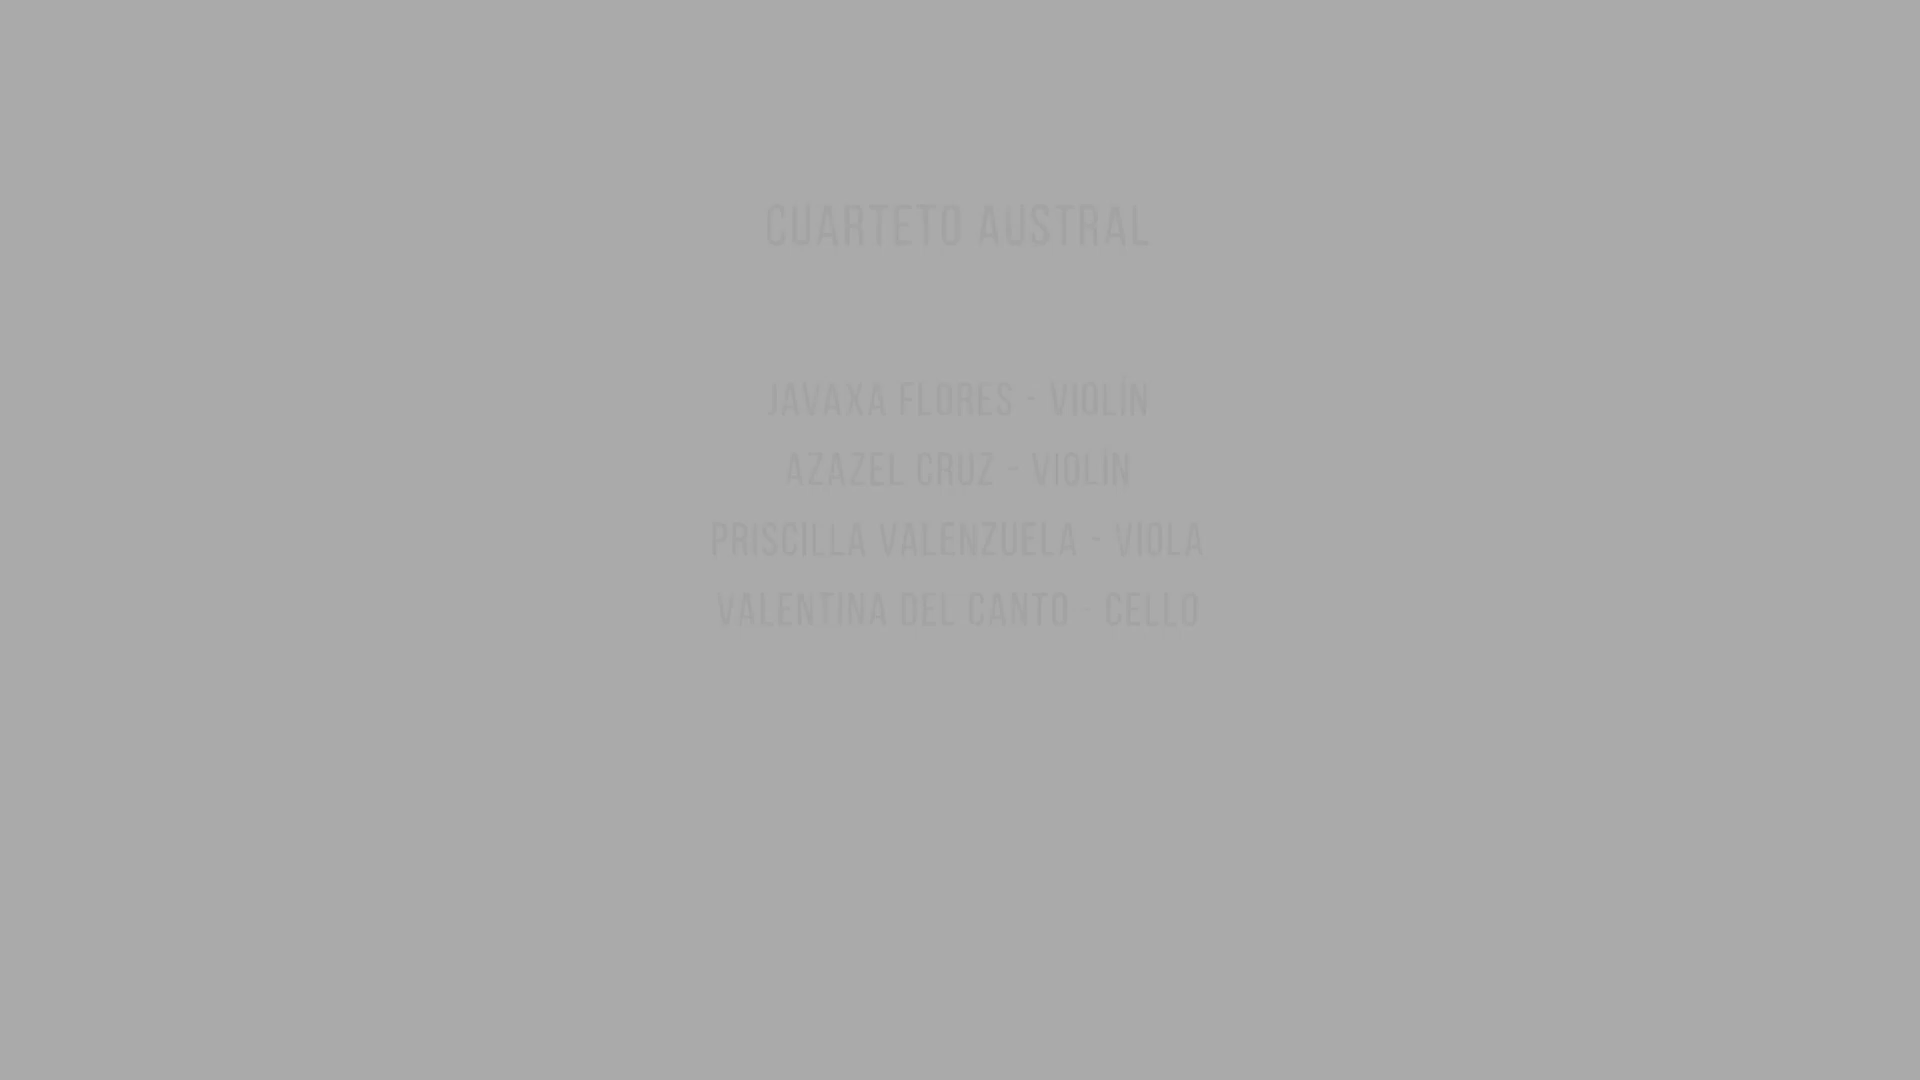 CUARTETO AUSTRAL
JAVAXA FLORES - VIOLÍN
AZAZEL CRUZ - VIOLÍN
PRISCILLA VALENZUELA - VIOLA
VALENTINA DEL CANTO - CELLO